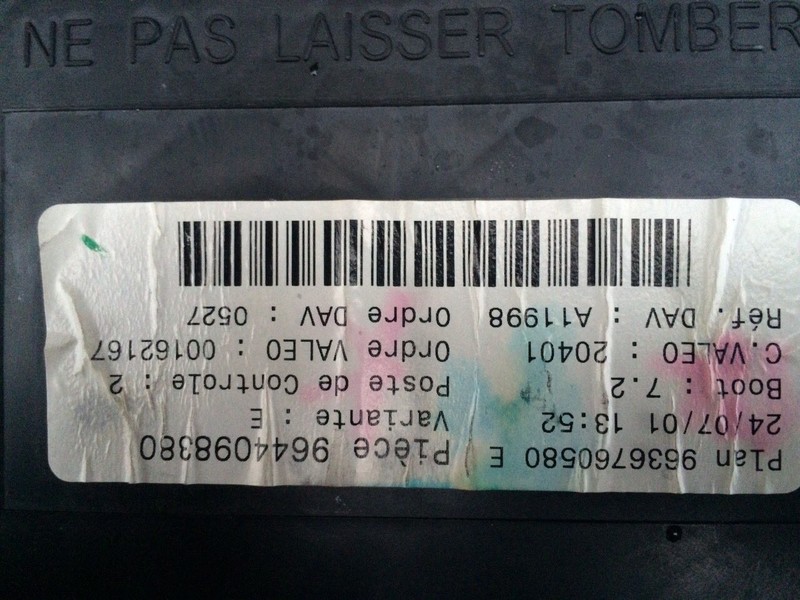 NE PAS LAISSER TOMBER
Plan 9636760580 E Pièce 9644098380
24/07/01 13:52 Variante : E
Boot : 7.2 Poste de Controle : 2
C.VALEO : 20401 Ordre VALEO : 00162167
Réf. DAV : A11998 Ordre DAV : 0527